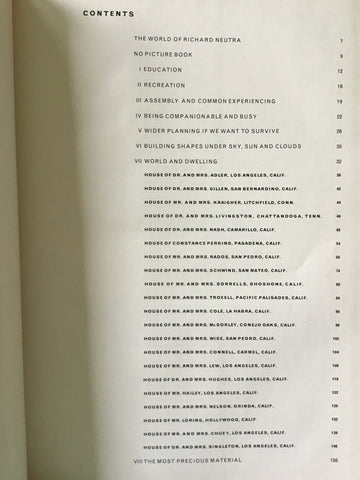 CONTENTS
THE WORLD OF RICHARD NEUTRA 7
NO PICTURE BOOK 9
I EDUCATION 12
II RECREATION 16
III ASSEMBLY AND COMMON EXPERIENCING 19
IV BEING COMPANIONABLE AND BUSY 22
V WIDER PLANNING IF WE WANT TO SURVIVE 26
VI BUILDING SHAPES UNDER SKY, SUN AND CLOUDS 30
VII WORLD AND DWELLING 32
HOUSE OF DR. AND MRS. ADLER, LOS ANGELES, CALIF. 36
HOUSE OF DR. AND MRS. GILLEN, SAN BERNARDINO, CALIF. 42
HOUSE OF MR. AND MRS. KRAIGHER, LITCHFIELD, CONN. 44
HOUSE OF DR. AND MRS. LIVINGSTON, CHATTANOOGA, TENN. 46
HOUSE OF DR. AND MRS. NASH, CAMARILLO, CALIF.
HOUSE OF CONSTANCE PERKINS, PASADENA, CALIF. 54
HOUSE OF MR. AND MRS. RADOS, SAN PEDRO, CALIF.
HOUSE OF MR. AND MRS. SCHWIND, SAN MATEO, CALIF. 74
HOUSE OF MR. AND MRS. SORRELLS, SHOSHONE, CALIF.
HOUSE OF MR. AND MRS. TROXELL, PACIFIC PALISADES, CALIF.
HOUSE OF MR. AND MRS. COLE, LA HABRA, CALIF.
HOUSE OF MR. AND MRS. McSORLEY, CONEJO OAKS, CALIF.
HOUSE OF MR. AND MRS. WISE, SAN PEDRO, CALIF.
HOUSE OF MR. AND MRS. CONNELL, CARMEL, CALIF.
HOUSE OF MR. AND MRS. LEW, LOS ANGELES, CALIF.
HOUSE OF DR. AND MRS. HUGHES, LOS ANGELES, CALIF.
HOUSE OF MR. HAILEY, LOS ANGELES, CALIF.
HOUSE OF MR. AND MRS. NELDON, ORINDA, CALIF.
HOUSE OF MR. LORING, HOLLYWOOD, CALIF.
HOUSE OF MR. AND MRS. CHUEY, LOS ANGELES, CALIF.
HOUSE OF DR. AND MRS. SINGLETON, LOS ANGELES, CALIF.
VIII THE MOST PRECIOUS MATERIAL 156